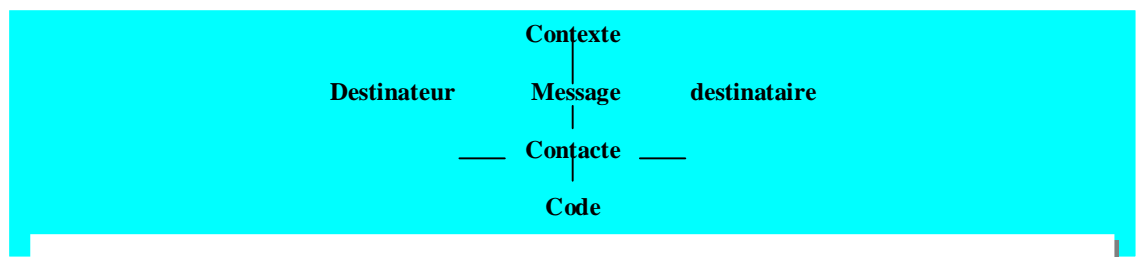 Contexte
Destinateur Message destinataire
Contacte
Code